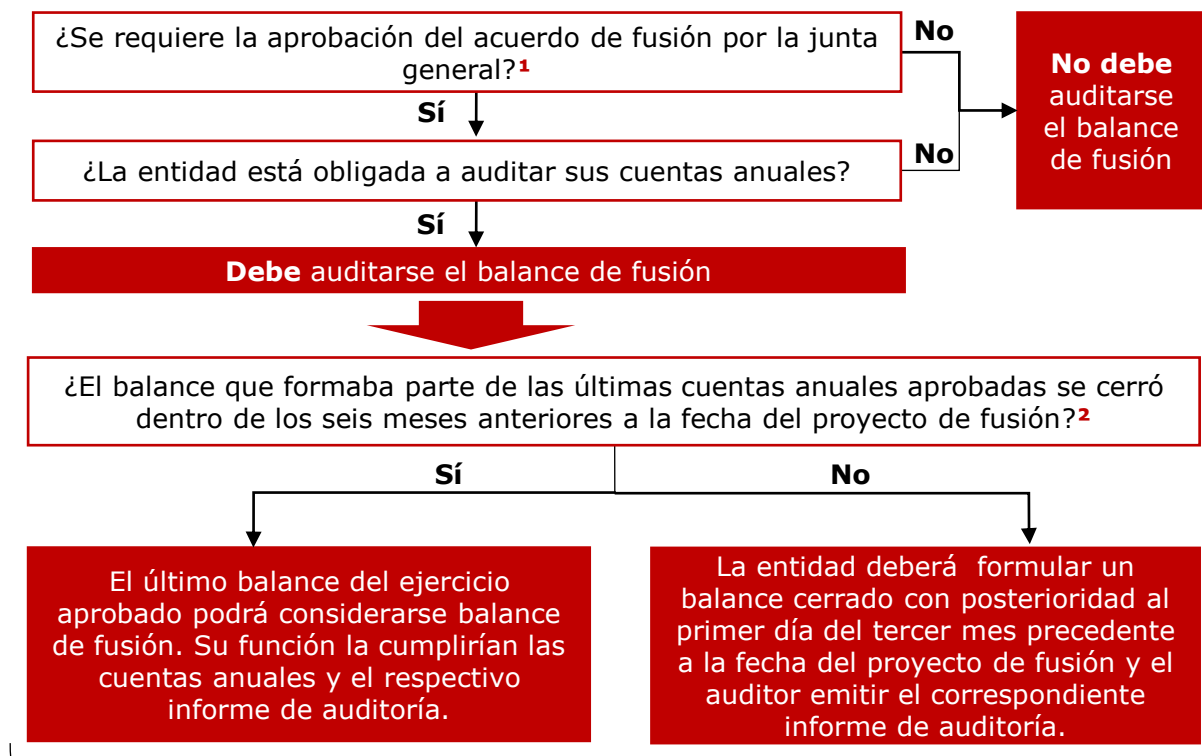 ¿Se requiere la aprobación del acuerdo de fusión por la junta
general?¹
No
No debe
auditarse
el balance
de fusión
Sí
¿La entidad está obligada a auditar sus cuentas anuales?
No
Sí
Debe auditarse el balance de fusión
¿El balance que formaba parte de las últimas cuentas anuales aprobadas se cerró
dentro de los seis meses anteriores a la fecha del proyecto de fusión?²
Sí
No
El último balance del ejercicio
aprobado podrá considerarse balance
de fusión. Su función la cumplirían las
cuentas anuales y el respectivo
informe de auditoría.
La entidad deberá formular un
balance cerrado con posterioridad al
primer día del tercer mes precedente
a la fecha del proyecto de fusión y el
auditor emitir el correspondiente
informe de auditoría.